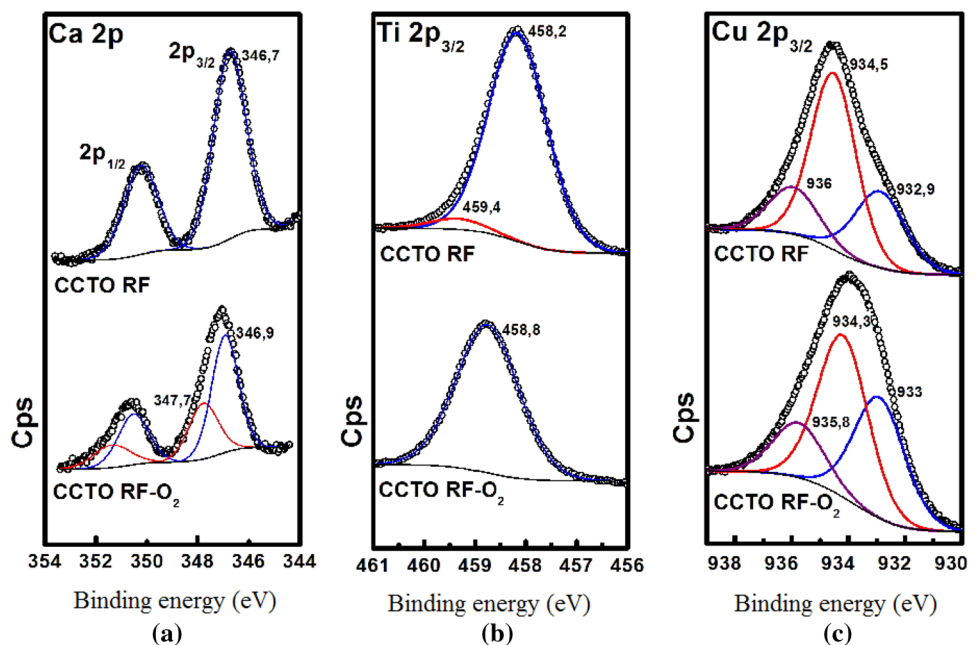 Ca 2p
2p3/2
346,7
2p1/2
CCTO RF
346,9
347,7
CCTO RF-O2
Cps
354 352 350 348 346 344
Binding energy (eV)
(a)
Ti 2p3/2
458,2
459,4
CCTO RF
458,8
CCTO RF-O2
Cps
461 460 459 458 457 456
Binding energy (eV)
(b)
Cu 2p3/2
934,5
936
932,9
CCTO RF
934,3
933
935,8
CCTO RF-O2
Cps
938 936 934 932 930
Binding energy (eV)
(c)